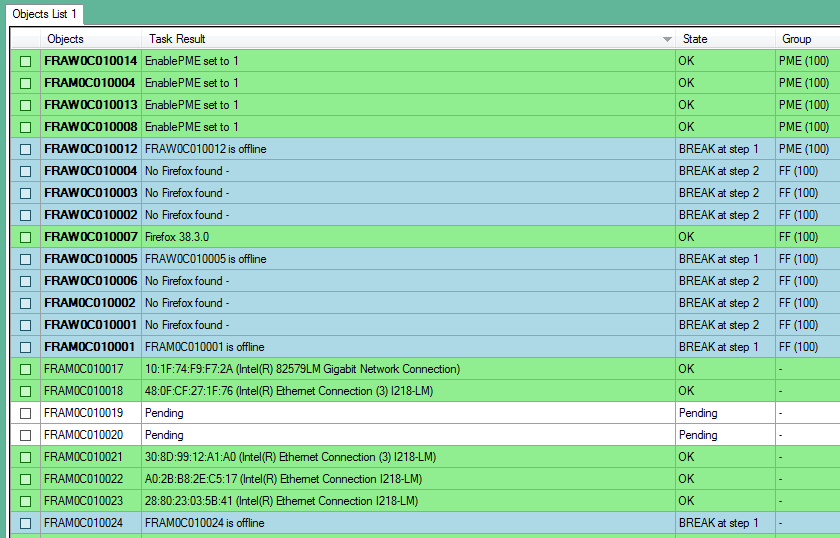 Objects List 1
Objects Task Result State Group
FRAW0C010014 EnablePME set to 1 OK PME (100)
FRAM0C010004 EnablePME set to 1 OK PME (100)
FRAW0C010013 EnablePME set to 1 OK PME (100)
FRAW0C010008 EnablePME set to 1 OK PME (100)
FRAW0C010012 FRAW0C010012 is offline BREAK at step 1 PME (100)
FRAW0C010004 No Firefox found - BREAK at step 2 FF (100)
FRAW0C010003 No Firefox found - BREAK at step 2 FF (100)
FRAW0C010002 No Firefox found - BREAK at step 2 FF (100)
FRAW0C010007 Firefox 38.3.0 OK FF (100)
FRAW0C010005 FRAW0C010005 is offline BREAK at step 1 FF (100)
FRAW0C010006 No Firefox found - BREAK at step 2 FF (100)
FRAM0C010002 No Firefox found - BREAK at step 2 FF (100)
FRAW0C010001 No Firefox found - BREAK at step 2 FF (100)
FRAM0C010001 FRAM0C010001 is offline BREAK at step 1 FF (100)
FRAM0C010017 10:1F:74:F9:F7:2A (Intel(R) 82579LM Gigabit Network Connection) OK -
FRAM0C010018 48:0F:CF:27:1F:76 (Intel(R) Ethernet Connection (3) I218-LM) OK -
FRAM0C010019 Pending Pending -
FRAM0C010020 Pending Pending -
FRAM0C010021 30:8D:99:12:A1:A0 (Intel(R) Ethernet Connection (3) I218-LM) OK -
FRAM0C010022 A0:2B:B8:2E:C5:17 (Intel(R) Ethernet Connection I218-LM) OK -
FRAM0C010023 28:80:23:03:5B:41 (Intel(R) Ethernet Connection I218-LM) OK -
FRAM0C010024 FRAM0C010024 is offline BREAK at step 1 -